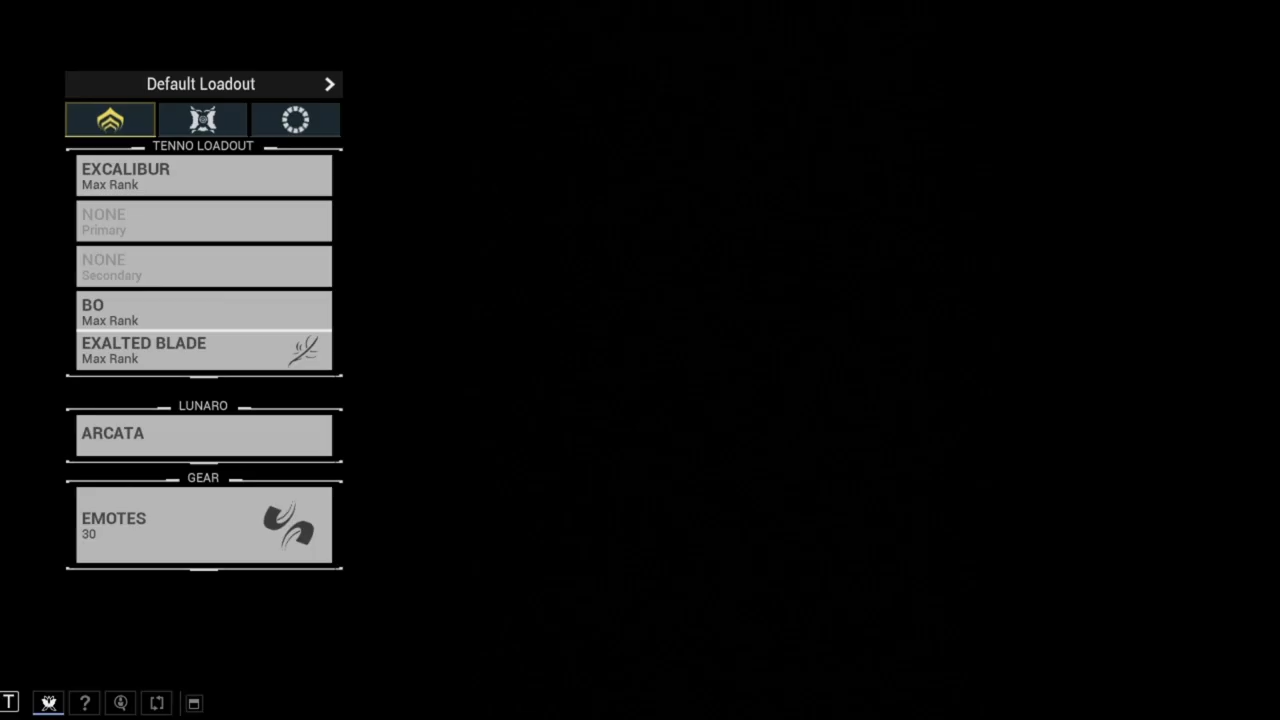 Default Loadout
TENNO LOADOUT
EXCALIBUR
Max Rank
NONE
Primary
NONE
Secondary
BO
Max Rank
EXALTED BLADE
Max Rank
LUNARO
ARCATA
GEAR
EMOTES
30
T
?